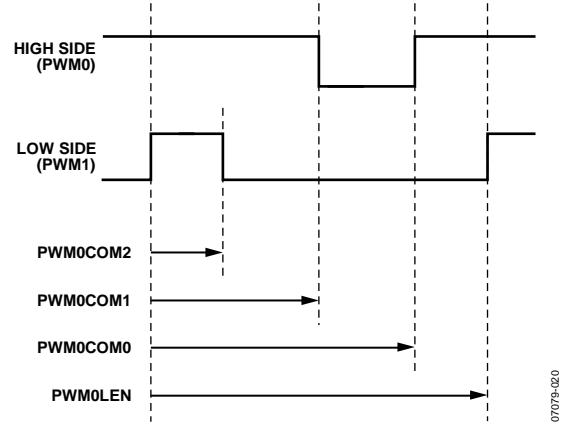 HIGH SIDE
(PWM0)
LOW SIDE
(PWM1)
PWM0COM2
PWM0COM1
PWM0COM0
PWM0LEN
07079-020